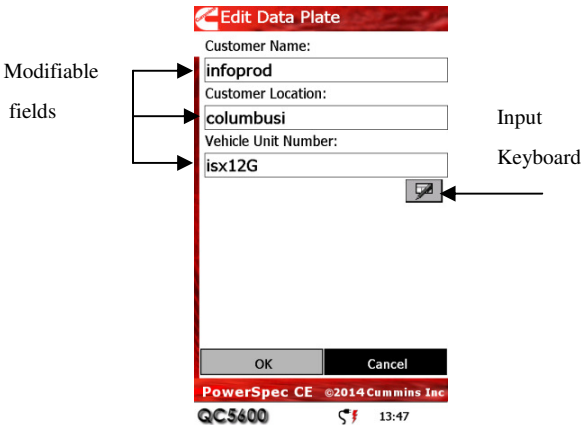 Edit Data Plate
Customer Name:
Modifiable
infoprod
Customer Location:
fields
columbusi
Input
Vehicle Unit Number:
Keyboard
isx12G
OK Cancel
PowerSpec CE ©2014 Cummins Inc
QC5600 13:47